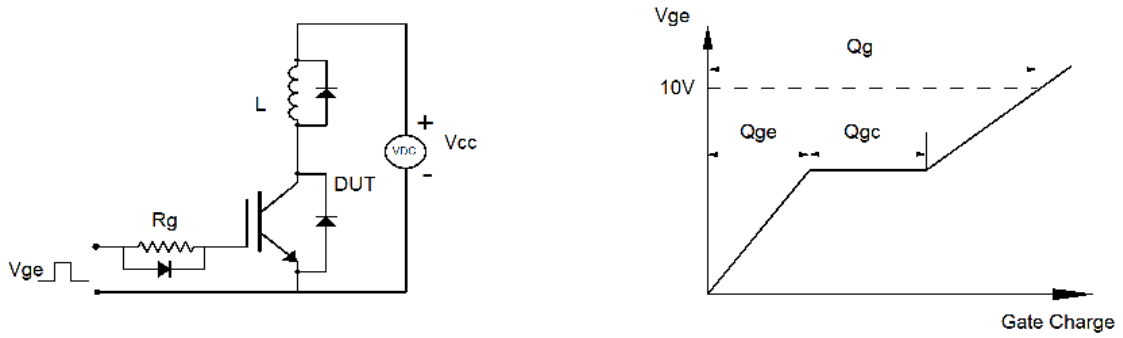 L
VDC
+
Vcc
-
DUT
Rg
Vge
Vge
Qg
10V
Qge
Qgc
Gate Charge